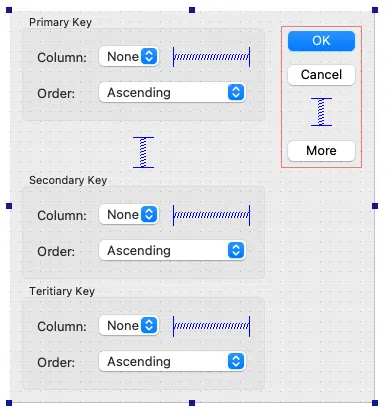 Primary Key
Column: None
Order: Ascending
OK
Cancel
More
Secondary Key
Column: None
Order: Ascending
Teritiary Key
Column: None
Order: Ascending